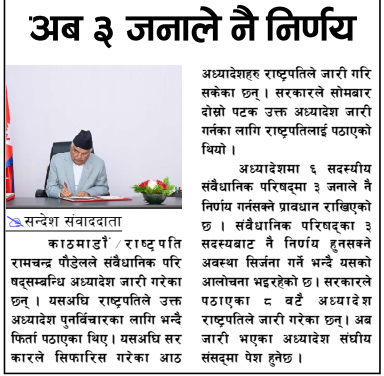 अब ३ जनाले नै निर्णय
सन्देश संवाददाता
काठमाडौं/राष्ट्रपति
रामचन्द्र पौडेलले संवैधानिक परि
षद्सम्बन्धि अध्यादेश जारी गरेका
छन् । यसअघि राष्ट्रपतिले उक्त
अध्यादेश पुनर्विचारका लागि भन्दै
फिर्ता पठाएका थिए । यसअघि सर
कारले सिफारिस गरेका आठ
अध्यादेशहरु राष्ट्रपतिले जारी गरि
सकेका छन् । सरकारले सोमबार
दोस्रो पटक उक्त अध्यादेश जारी
गर्नका लागि राष्ट्रपतिलाई पठाएको
थियो ।
अध्यादेशमा ६ सदस्यीय
संवैधानिक परिषद्मा ३ जनाले नै
निर्णय गर्नसक्ने प्रावधान राखिएको
छ । संवैधानिक परिषद्का ३
सदस्यबाट नै निर्णय हुनसक्ने
अवस्था सिर्जना गर्ने भन्दै यसको
आलोचना भइरहेको छ । सरकारले
पठाएका ८ वटै अध्यादेश
राष्ट्रपतिले जारी गरेका छन् । अब
जारी भएका अध्यादेश संघीय
संसद्मा पेश हुनेछ ।